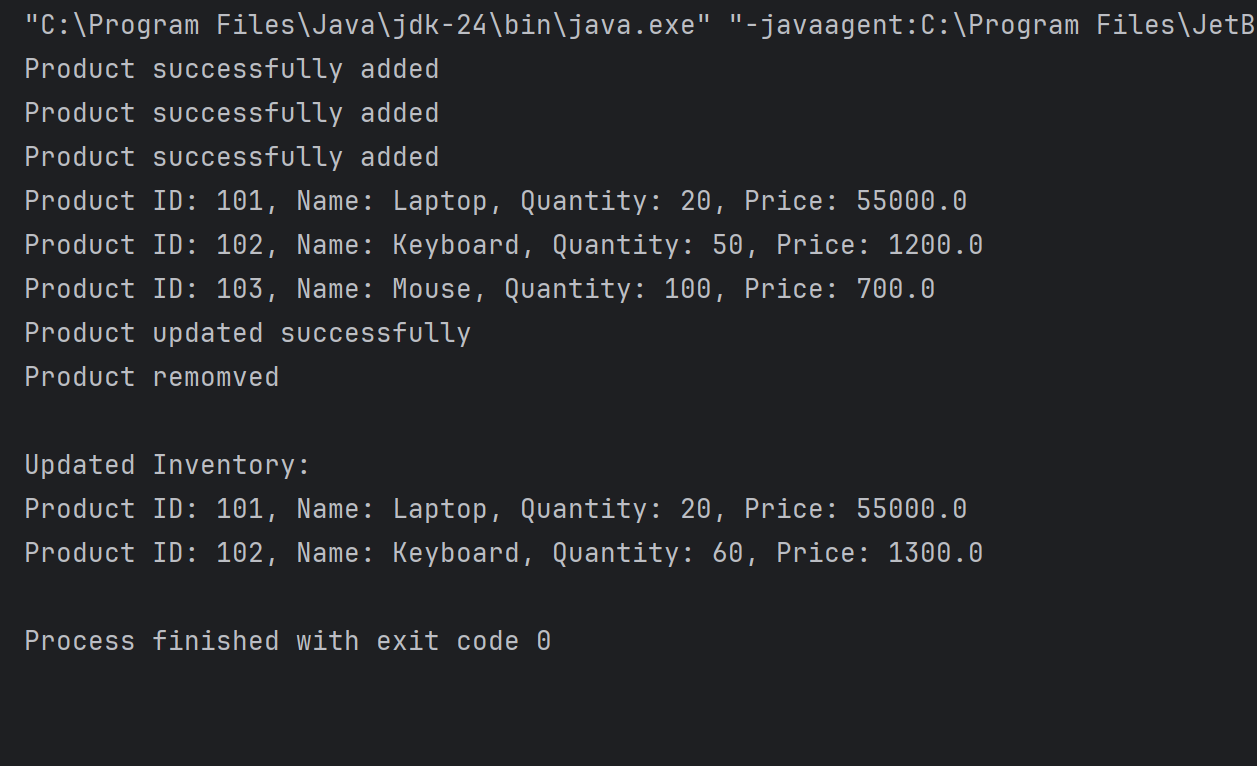 "C:\Program Files\Java\jdk-24\bin\java.exe" "-javaagent:C:\Program Files\JetB
Product successfully added
Product successfully added
Product successfully added
Product ID: 101, Name: Laptop, Quantity: 20, Price: 55000.0
Product ID: 102, Name: Keyboard, Quantity: 50, Price: 1200.0
Product ID: 103, Name: Mouse, Quantity: 100, Price: 700.0
Product updated successfully
Product remomved
Updated Inventory:
Product ID: 101, Name: Laptop, Quantity: 20, Price: 55000.0
Product ID: 102, Name: Keyboard, Quantity: 60, Price: 1300.0
Process finished with exit code 0